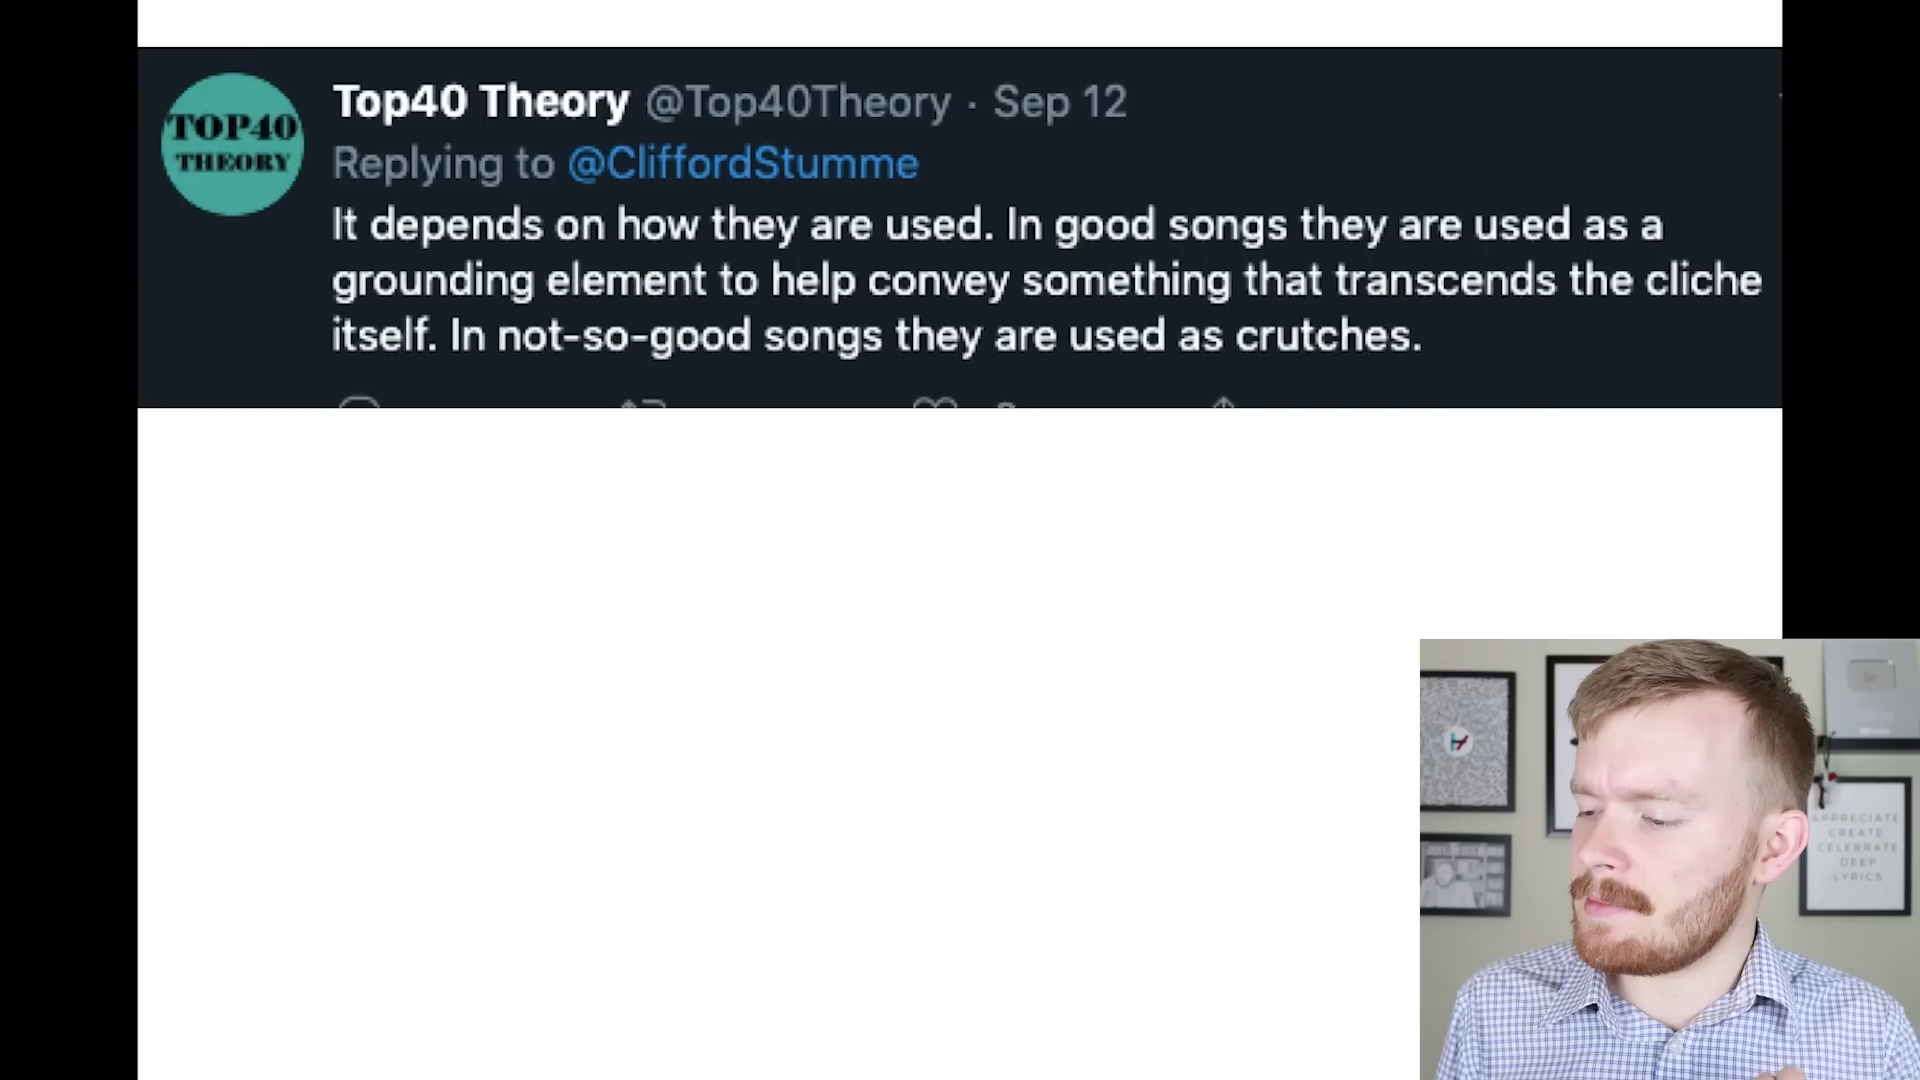 TOP40
THEORY
Top40 Theory @Top40Theory · Sep 12
Replying to @CliffordStumme
It depends on how they are used. In good songs they are used as a
grounding element to help convey something that transcends the cliche
itself. In not-so-good songs they are used as crutches.
APPRECIATE
CREATE
CELEBRATE
DEEP
LYRICS